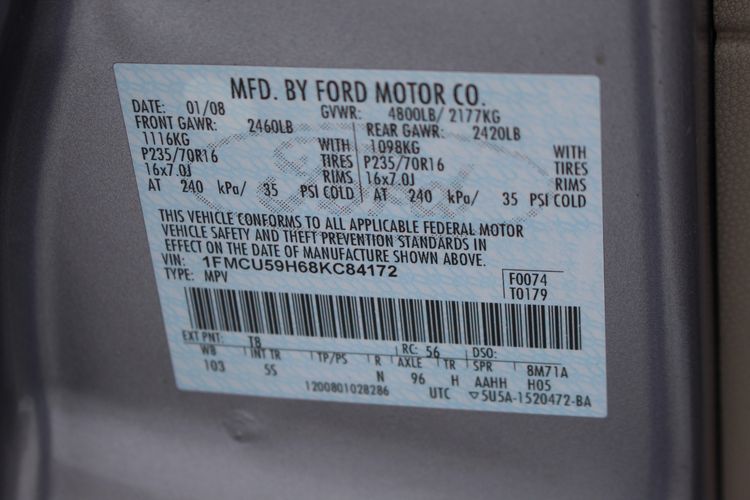 MFD. BY FORD MOTOR CO.
DATE: 01/08 GVWR: 4800LB/ 2177KG
FRONT GAWR: 2460LB REAR GAWR: 2420LB
1116KG WITH 1098KG WITH
P235/70R16 TIRES P235/70R16 TIRES
16x7.0J RIMS 16x7.0J RIMS
AT 240 kPa/ 35 PSI COLD AT 240 kPa/ 35 PSI COLD
Ford
THIS VEHICLE CONFORMS TO ALL APPLICABLE FEDERAL MOTOR
VEHICLE SAFETY AND THEFT PREVENTION STANDARDS IN
EFFECT ON THE DATE OF MANUFACTURE SHOWN ABOVE.
VIN: 1FMCU59H68KC84172
TYPE: MPV
F0074
T0179
EXT PNT: T8 RC: 56 DSO:
WB INT TR TP/PS R AXLE TR SPR 8M71A
103 5S N 96 H AAHH H05
1200801028286 UTC ▽5U5A-1520472-BA